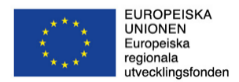 EUROPEISKA
UNIONEN
Europeiska
regionala
utvecklingsfonden